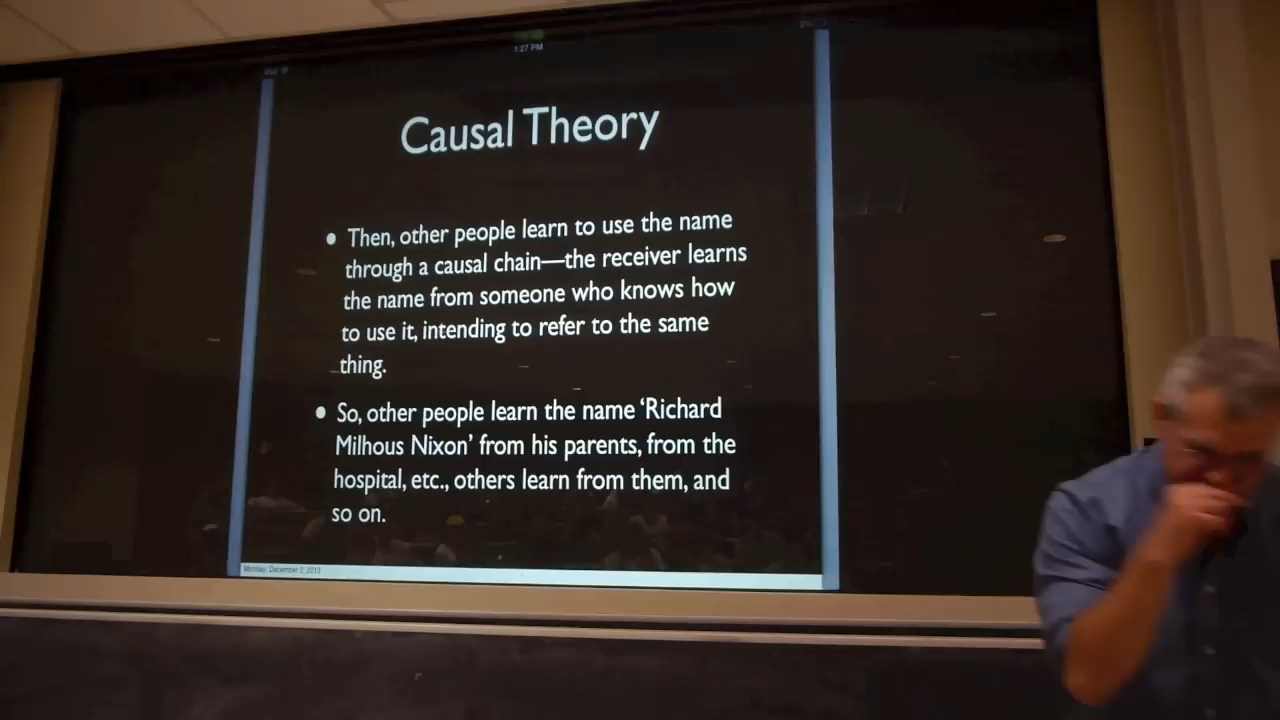 1:27 PM
iPad
Causal Theory
• Then, other people learn to use the name
through a causal chain—the receiver learns
the name from someone who knows how
to use it, intending to refer to the same
thing.
• So, other people learn the name ‘Richard
Milhous Nixon’ from his parents, from the
hospital, etc., others learn from them, and
so on.
Monday, December 2, 2013